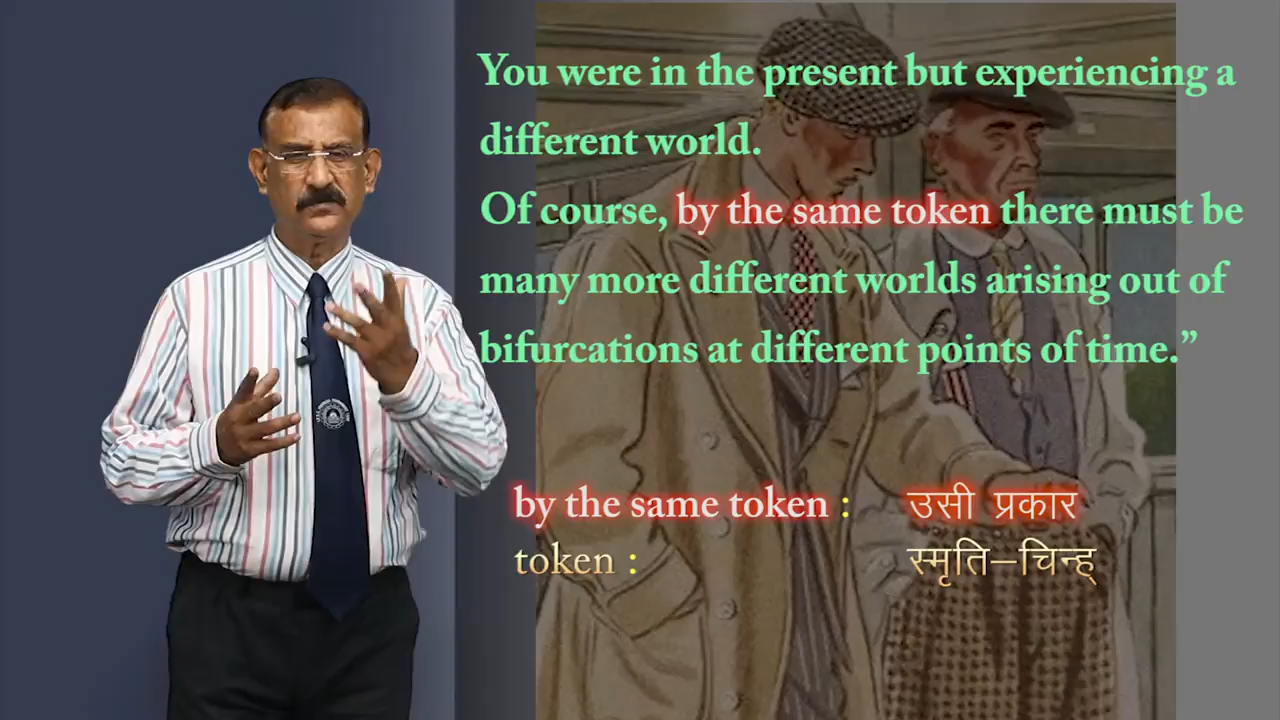 You were in the present but experiencing a
different world.
Of course, by the same token there must be
many more different worlds arising out of
bifurcations at different points of time.”
by the same token : उसी प्रकार
token : स्मृति–चिन्ह्